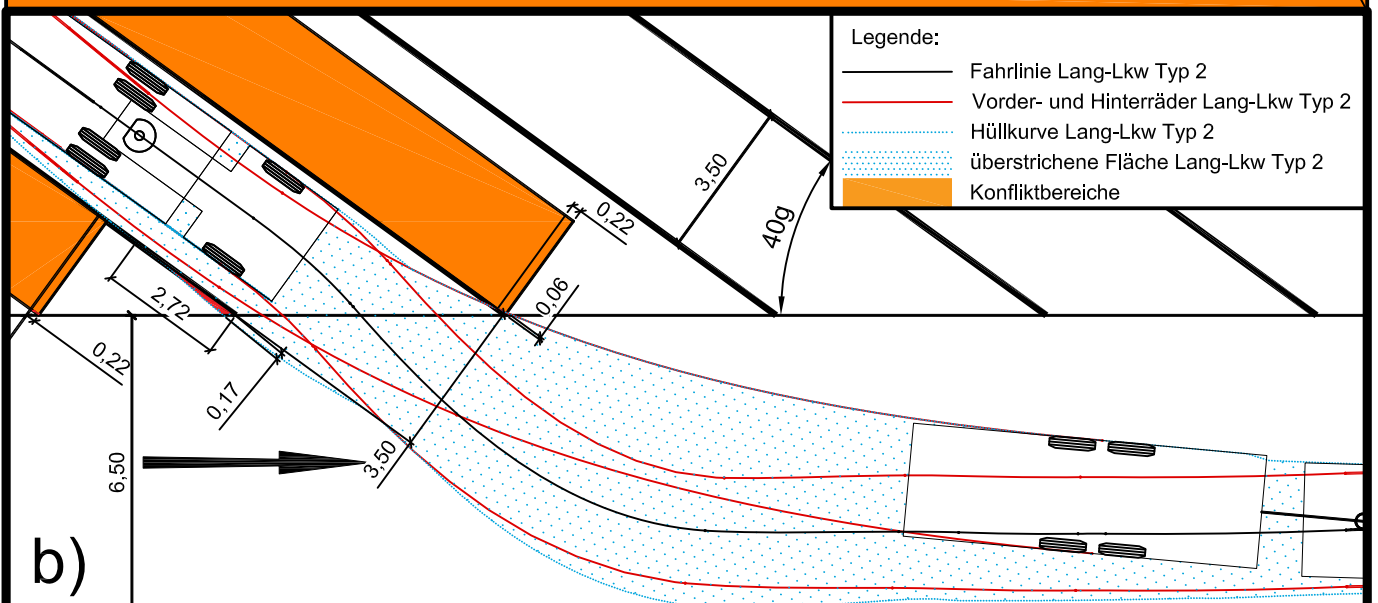 Legende:
Fahrlinie Lang-Lkw Typ 2
Vorder- und Hinterräder Lang-Lkw Typ 2
Hüllkurve Lang-Lkw Typ 2
überstrichene Fläche Lang-Lkw Typ 2
Konfliktbereiche
3,50
40g
0,22
0,06
2,72
0,22
0,17
3,50
6,50
b)